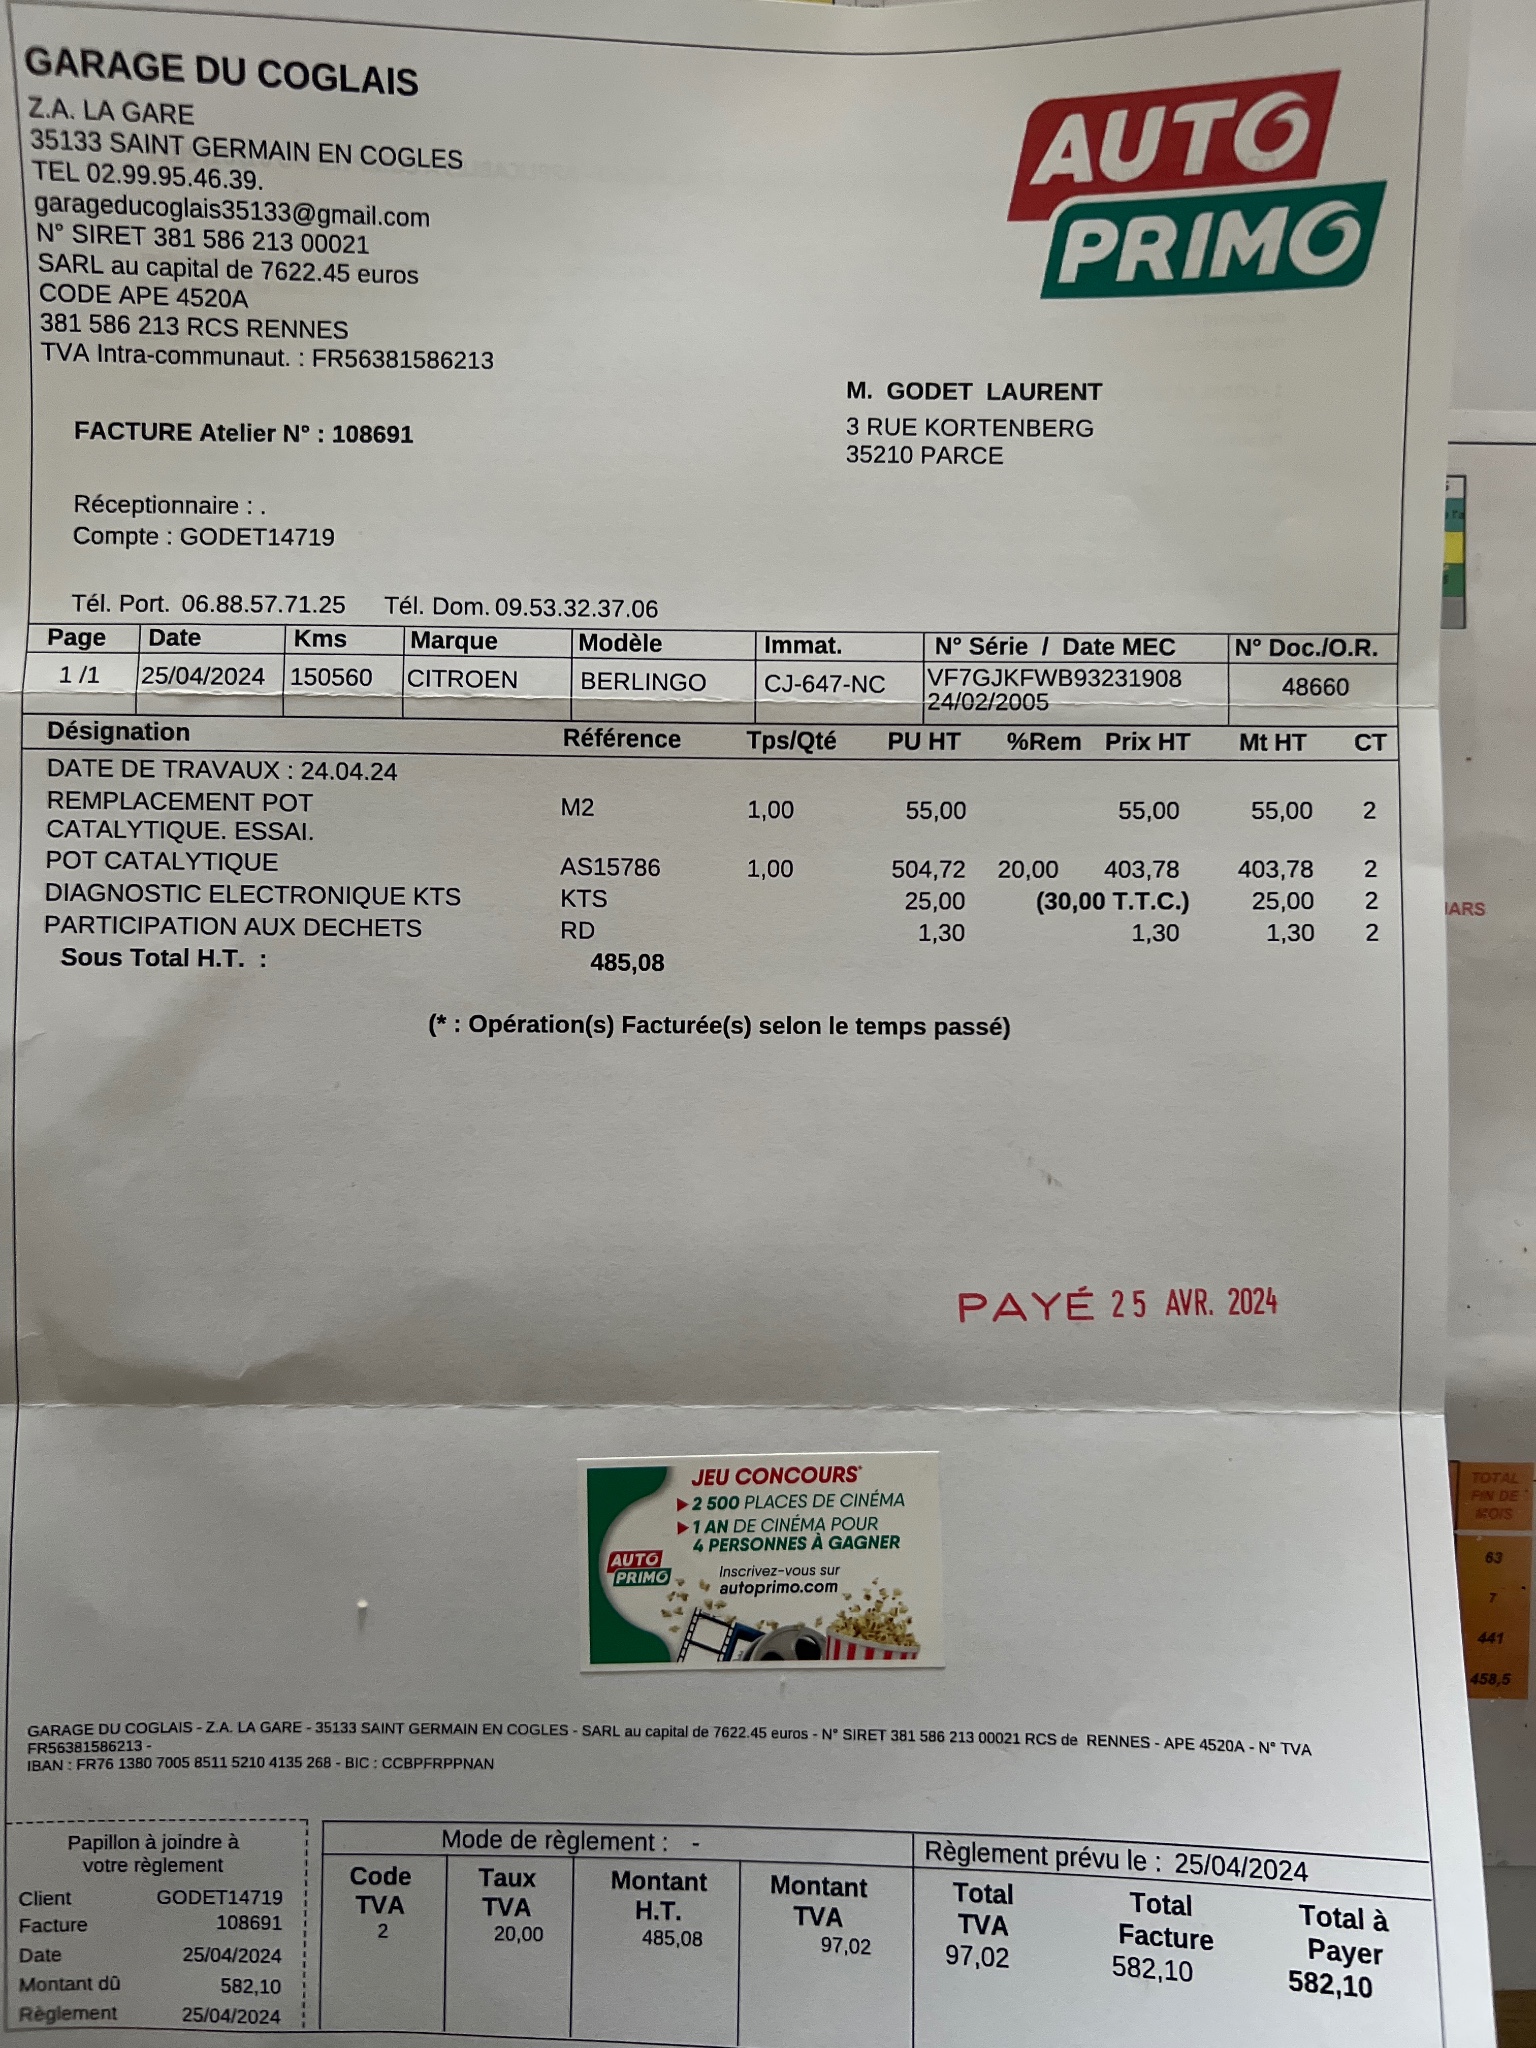 GARAGE DU COGLAIS
Z.A. LA GARE
35133 SAINT GERMAIN EN COGLES
TEL 02.99.95.46.39.
garageducoglais35133@gmail.com
N° SIRET 381 586 213 00021
SARL au capital de 7622.45 euros
CODE APE 4520A
381 586 213 RCS RENNES
TVA Intra-communaut. : FR56381586213
AUTO
PRIMO
M. GODET LAURENT
3 RUE KORTENBERG
35210 PARCE
FACTURE Atelier N° : 108691
Réceptionnaire : .
Compte : GODET14719
Tél. Port. 06.88.57.71.25 Tél. Dom. 09.53.32.37.06
Page Date Kms Marque Modèle Immat. N° Série / Date MEC N° Doc./O.R.
1 /1 25/04/2024 150560 CITROEN BERLINGO CJ-647-NC VF7GJKFWB93231908 48660
24/02/2005
Désignation Référence Tps/Qté PU HT %Rem Prix HT Mt HT CT
DATE DE TRAVAUX : 24.04.24
REMPLACEMENT POT M2 1,00 55,00 55,00 55,00 2
CATALYTIQUE. ESSAI.
POT CATALYTIQUE AS15786 1,00 504,72 20,00 403,78 403,78 2
DIAGNOSTIC ELECTRONIQUE KTS KTS 25,00 (30,00 T.T.C.) 25,00 2
PARTICIPATION AUX DECHETS RD 1,30 1,30 1,30 2
Sous Total H.T. : 485,08
(* : Opération(s) Facturée(s) selon le temps passé)
PAYÉ 25 AVR. 2024
JEU CONCOURS*
2 500 PLACES DE CINÉMA
1 AN DE CINÉMA POUR
4 PERSONNES À GAGNER
Inscrivez-vous sur
autoprimo.com
AUTO
PRIMO
GARAGE DU COGLAIS - Z.A. LA GARE - 35133 SAINT GERMAIN EN COGLES - SARL au capital de 7622.45 euros - N° SIRET 381 586 213 00021 RCS de RENNES - APE 4520A - N° TVA
FR56381586213 -
IBAN : FR76 1380 7005 8511 5210 4135 268 - BIC : CCBPFRPPNAN
Papillon à joindre à
votre règlement
Client GODET14719
Facture 108691
Date 25/04/2024
Montant dû 582,10
Règlement 25/04/2024
Mode de règlement : -
Code TVA
Taux TVA
Montant H.T.
Montant TVA
2 20,00 485,08 97,02
Règlement prévu le : 25/04/2024
Total TVA
Total Facture
Total à Payer
97,02 582,10 582,10
TOTAL
FIN DE
MOIS
63
7
441
458,5